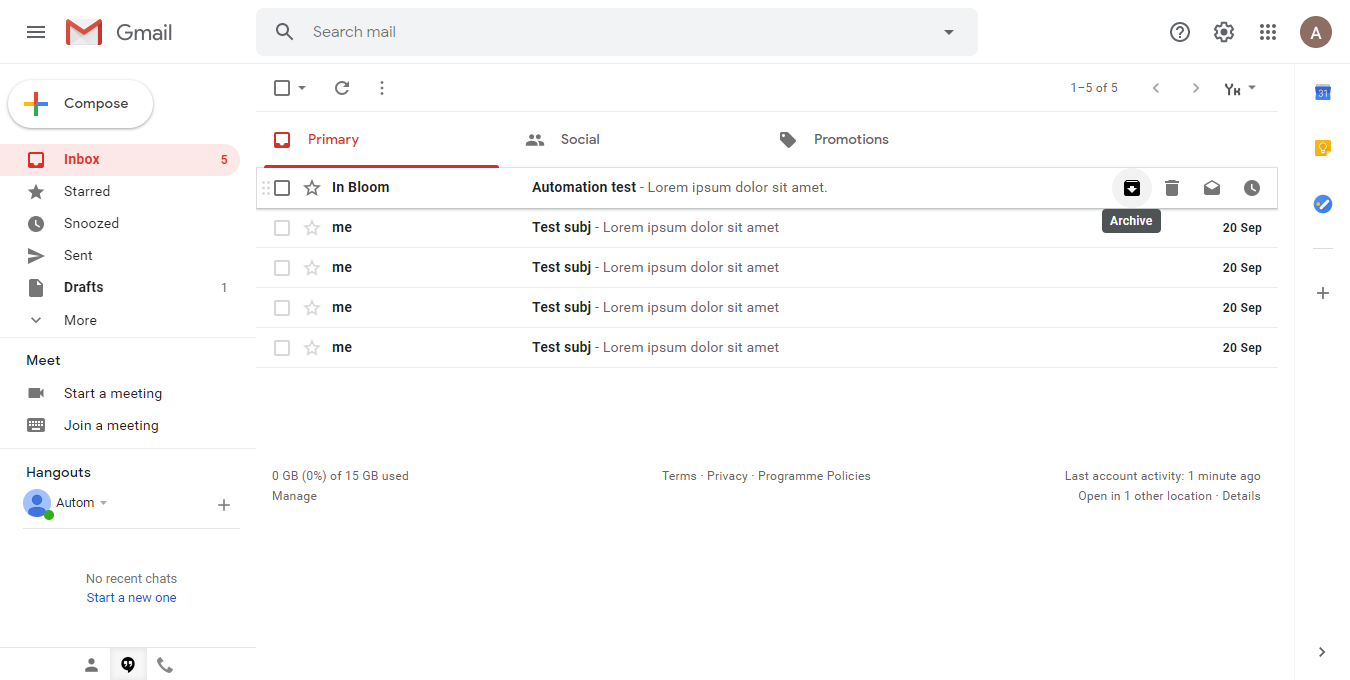 Gmail
Search mail
A
Compose
1–5 of 5
31
Inbox 5
Starred
Snoozed
Sent
Drafts 1
More
Primary
Social
Promotions
In Bloom Automation test - Lorem ipsum dolor sit amet.
Archive
me Test subj - Lorem ipsum dolor sit amet 20 Sep
me Test subj - Lorem ipsum dolor sit amet 20 Sep
me Test subj - Lorem ipsum dolor sit amet 20 Sep
me Test subj - Lorem ipsum dolor sit amet 20 Sep
Meet
Start a meeting
Join a meeting
Hangouts
Autom
No recent chats
Start a new one
0 GB (0%) of 15 GB used
Manage
Terms · Privacy · Programme Policies
Last account activity: 1 minute ago
Open in 1 other location · Details